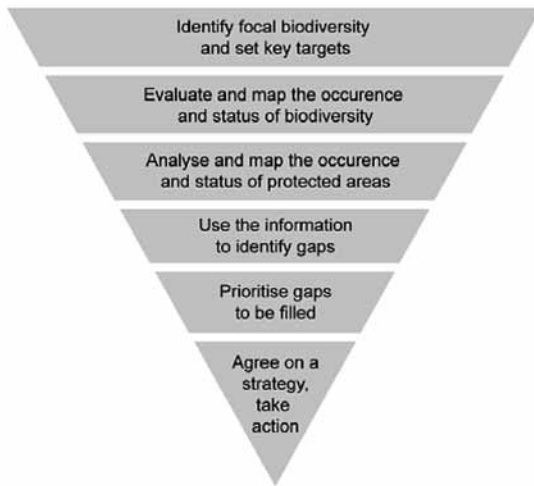 Identify focal biodiversity
and set key targets
Evaluate and map the occurence
and status of biodiversity
Analyse and map the occurence
and status of protected areas
Use the information
to identify gaps
Prioritise gaps
to be filled
Agree on a
strategy,
take
action